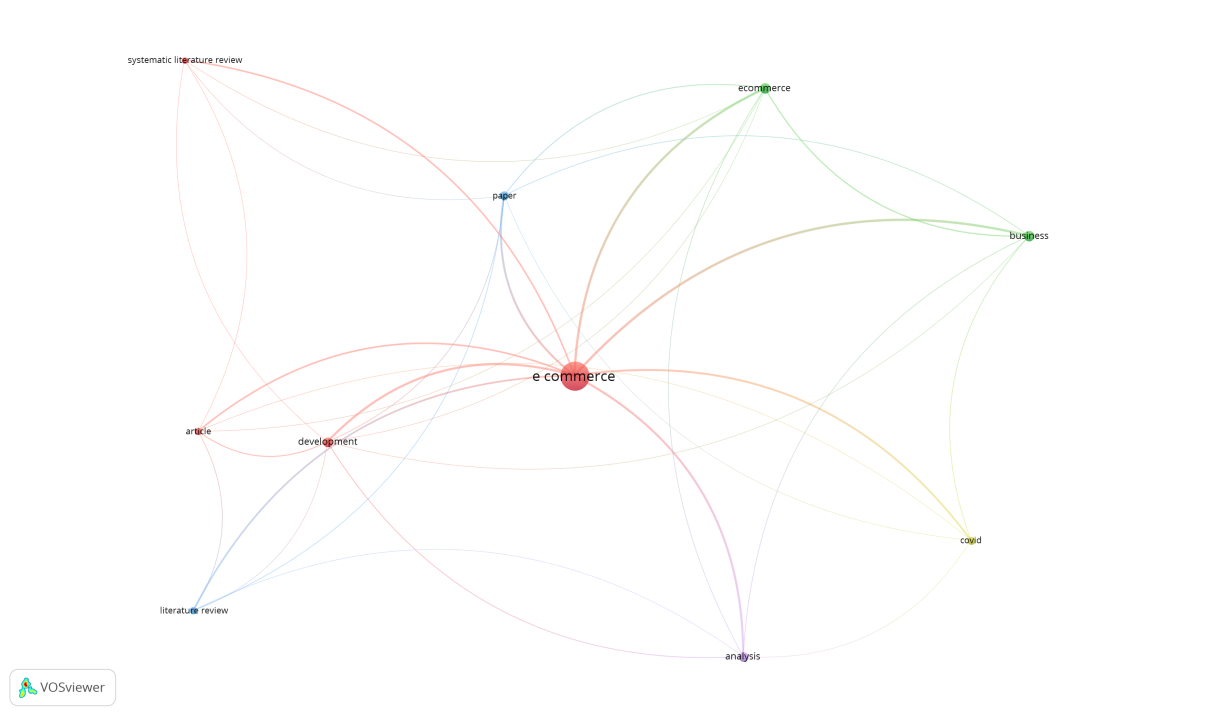 systematic literature review
ecommerce
paper
business
e commerce
article
development
covid
literature review
analysis
VOSviewer